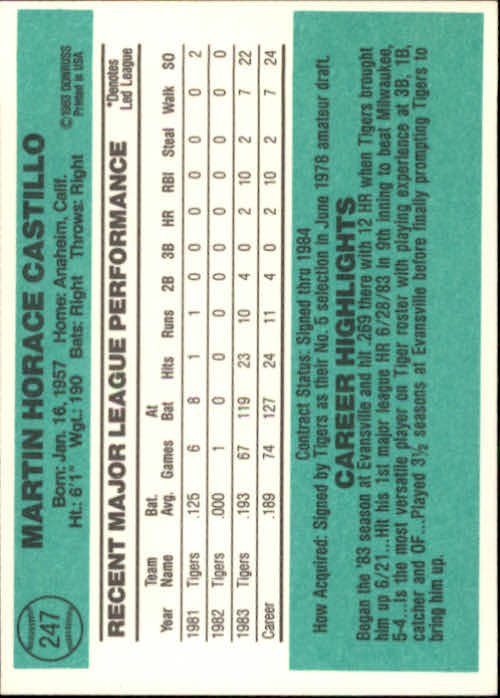 247
MARTIN HORACE CASTILLO
Born: Jan. 16, 1957 Home: Anaheim, Calif.
Ht.: 6'1" Wgt.: 190 Bats: Right Throws: Right
©1983 DONRUSS
Printed in USA
RECENT MAJOR LEAGUE PERFORMANCE
*Denotes
Led League
Team Bat. At
Year Name Avg. Games Bat Hits Runs 2B 3B HR RBI Steal Walk SO
1981 Tigers .125 6 8 1 1 0 0 0 0 0 0 2
1982 Tigers .000 1 0 0 0 0 0 0 0 0 0 0
1983 Tigers .193 67 119 23 10 4 0 2 10 2 7 22
Career .189 74 127 24 11 4 0 2 10 2 7 24
Contract Status: Signed thru 1984
How Acquired: Signed by Tigers as their No. 5 selection in June 1978 amateur draft.
CAREER HIGHLIGHTS
Began the '83 season at Evansville and hit .269 there with 12 HR when Tigers brought
him up 6/21...Hit his 1st major league HR 6/28/83 in 9th inning to beat Milwaukee,
5-4...Is the most versatile player on Tiger roster with playing experience at 3B, 1B,
catcher and OF...Played 3½ seasons at Evansville before finally prompting Tigers to
bring him up.